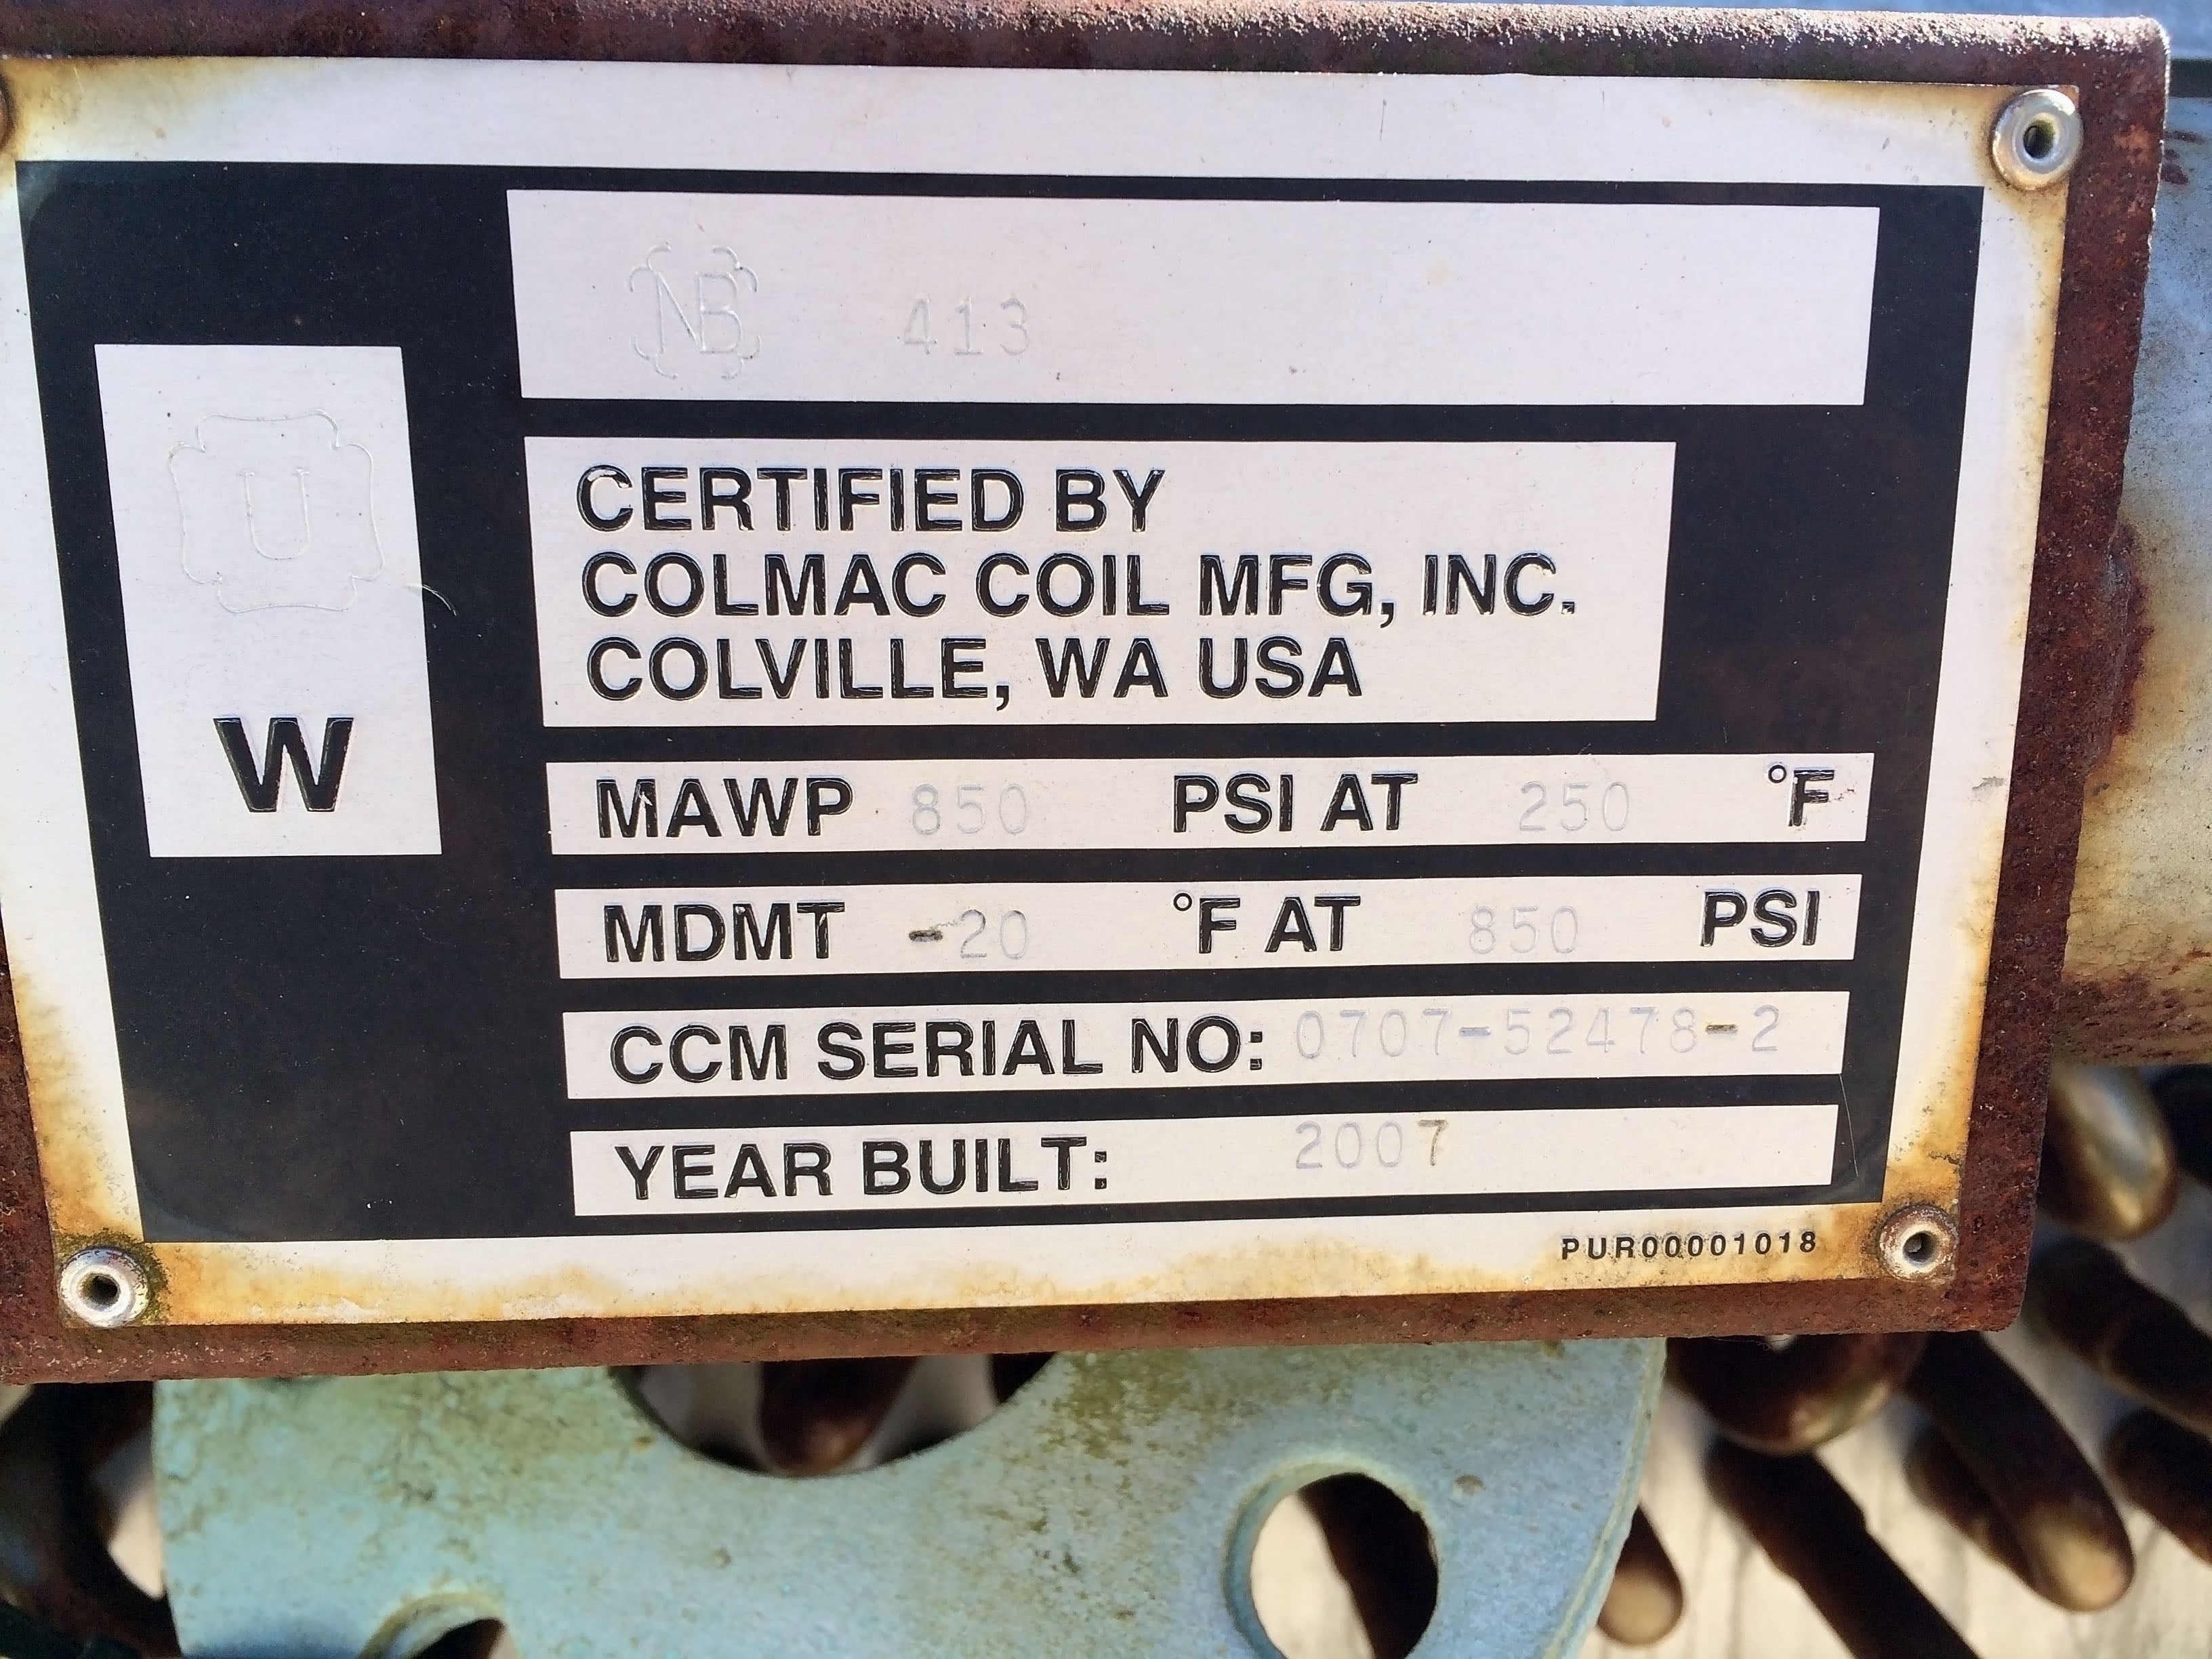 NB 413
U
CERTIFIED BY
COLMAC COIL MFG, INC.
COLVILLE, WA USA
W
MAWP 850 PSI AT 250 °F
MDMT -20 °F AT 850 PSI
CCM SERIAL NO: 0707-52478-2
YEAR BUILT: 2007
PUR00001018